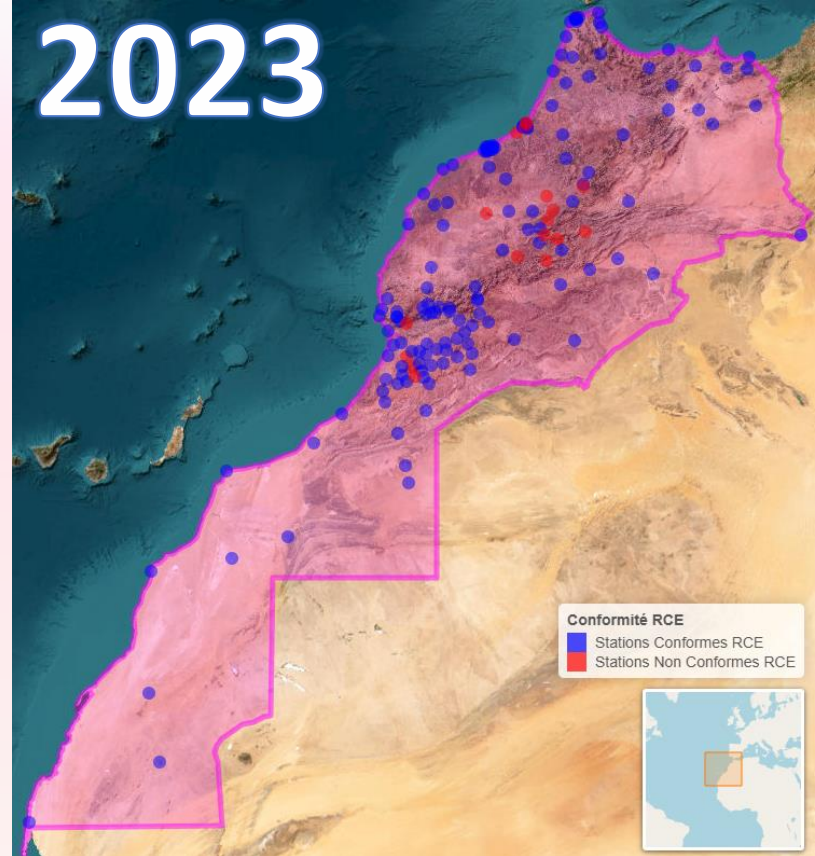 2023
Conformité RCE
Stations Conformes RCE
Stations Non Conformes RCE